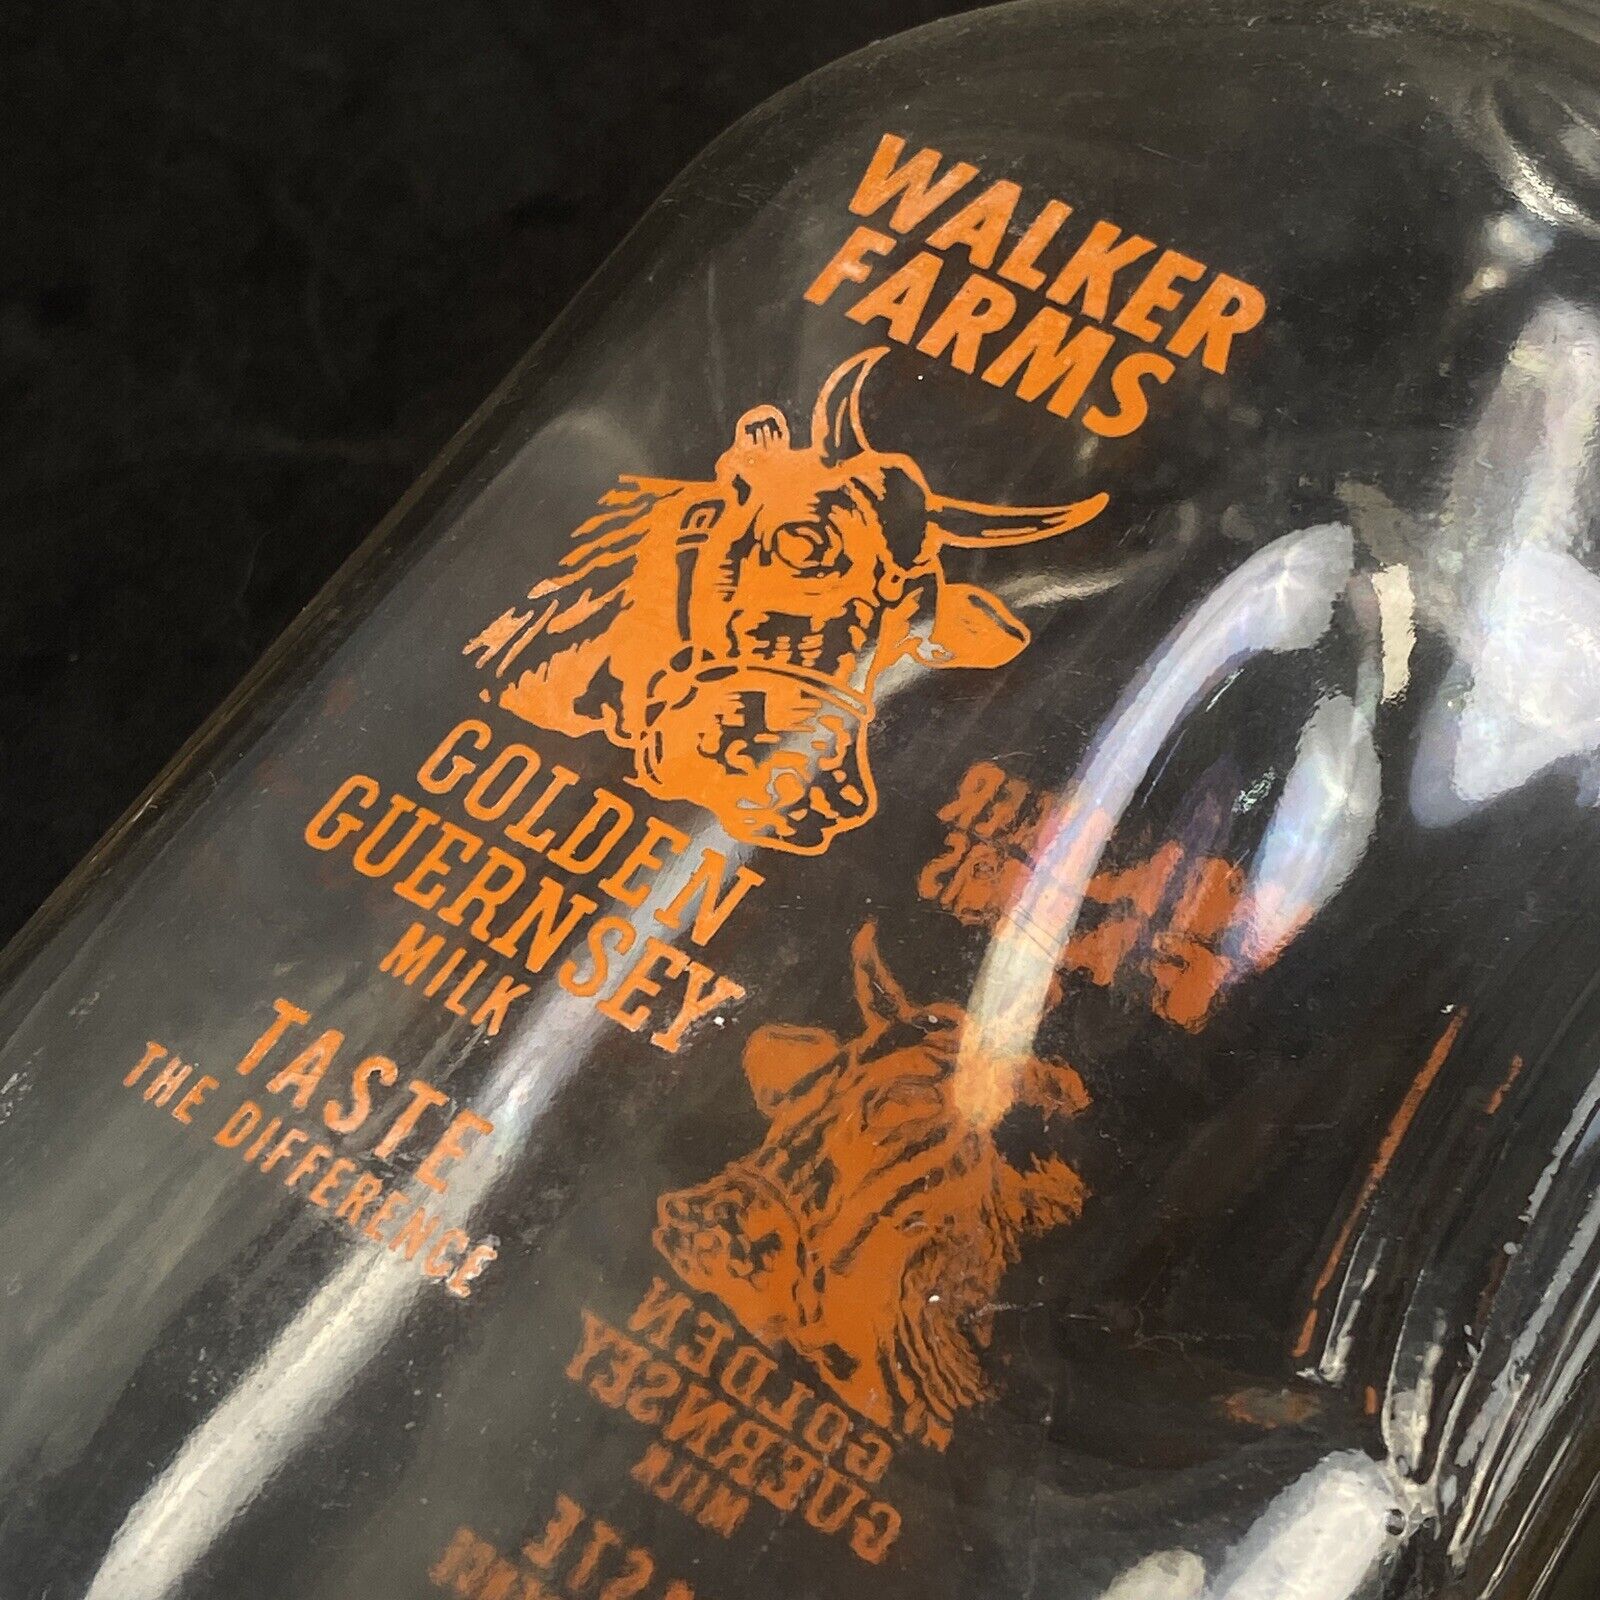 WALKER
FARMS
GOLDEN
GUERNSEY
MILK
TASTE
THE DIFFERENCE
GOLDEN
GUERNSEY
MILK